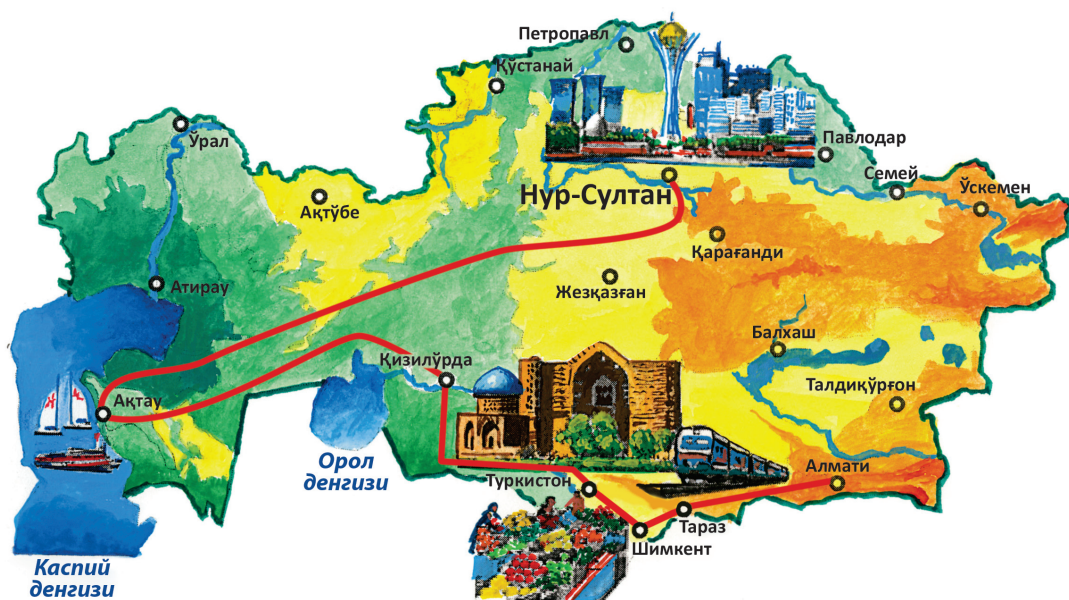 Петропавл
Қўстанай
Ўрал
Павлодар
Семей
Ўскемен
Нур-Султан
Ақтўбе
Қарағанди
Атирау
Жезқазған
Балхаш
Қизилўрда
Талдиқўрғон
Ақтау
Орол
денгизи
Туркистон
Алмати
Тараз
Шимкент
Каспий
денгизи